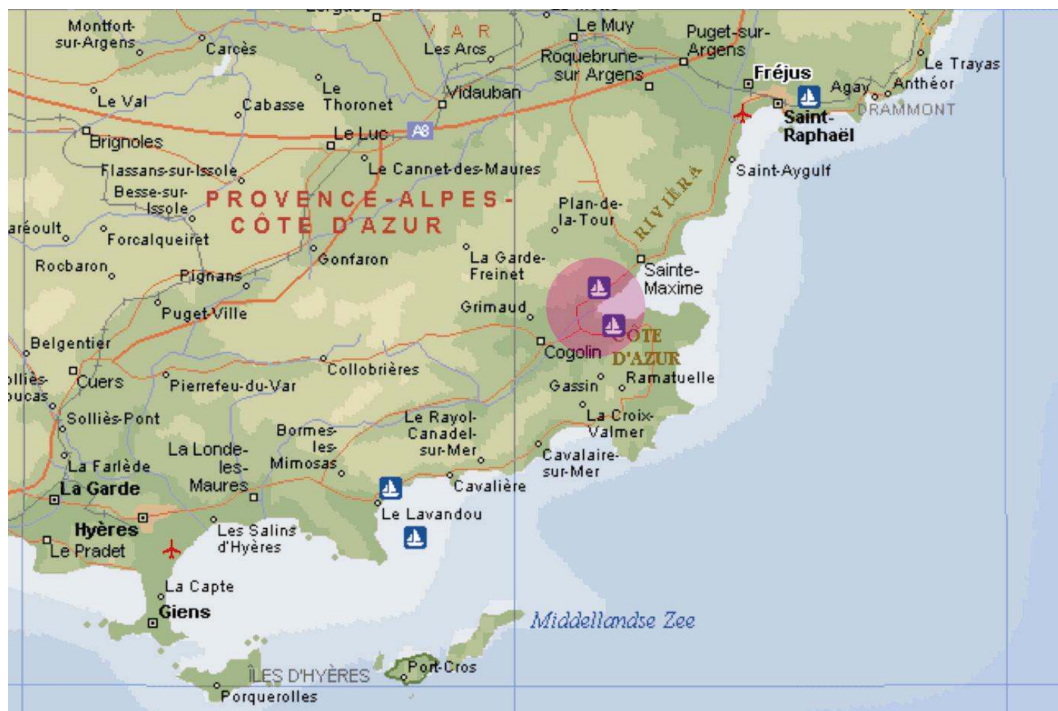 VAR
Montfort-
sur-Argens
Carcès
Les Arcs
Le Muy
Puget-sur-
Argens
Roquebrune-
sur Argens
Le Trayas
Fréjus
Agay
Anthéor
DRAMMONT
Saint-
Raphaël
Le Val
Le
Thoronet
Cabasse
Vidauban
A8
Brignoles
Le Luc
Le Cannet-des-Maures
Flassans-sur-Issole
Saint-Aygulf
Besse-sur-
Issole
PROVENCE-ALPES-
CÔTE D'AZUR
Plan-de-
la-Tour
RIVIÉRA
aréoult
Forcalqueiret
Gonfaron
La Garde-
Freinet
Sainte-
Maxime
Rocbaron
Pignans
Puget-Ville
Grimaud
Belgentier
Cogolin
CÔTE
D'AZUR
Cuers
Pierrefeu-du-Var
Collobrières
Gassin
Ramatuelle
olliès-
oucas
Solliès-Pont
La Croix-
Valmer
Le Rayol-
Canadel-
sur-Mer
Bormes-
les-
Mimosas
La Londe-
les-
Maures
Cavalaire-
sur-Mer
La Farlède
Cavalière
La Garde
Le Lavandou
Hyères
Les Salins
d'Hyères
Le Pradet
La Capte
Giens
Middellandse Zee
ÎLES D'HYÈRES
Port-Cros
Porquerolles